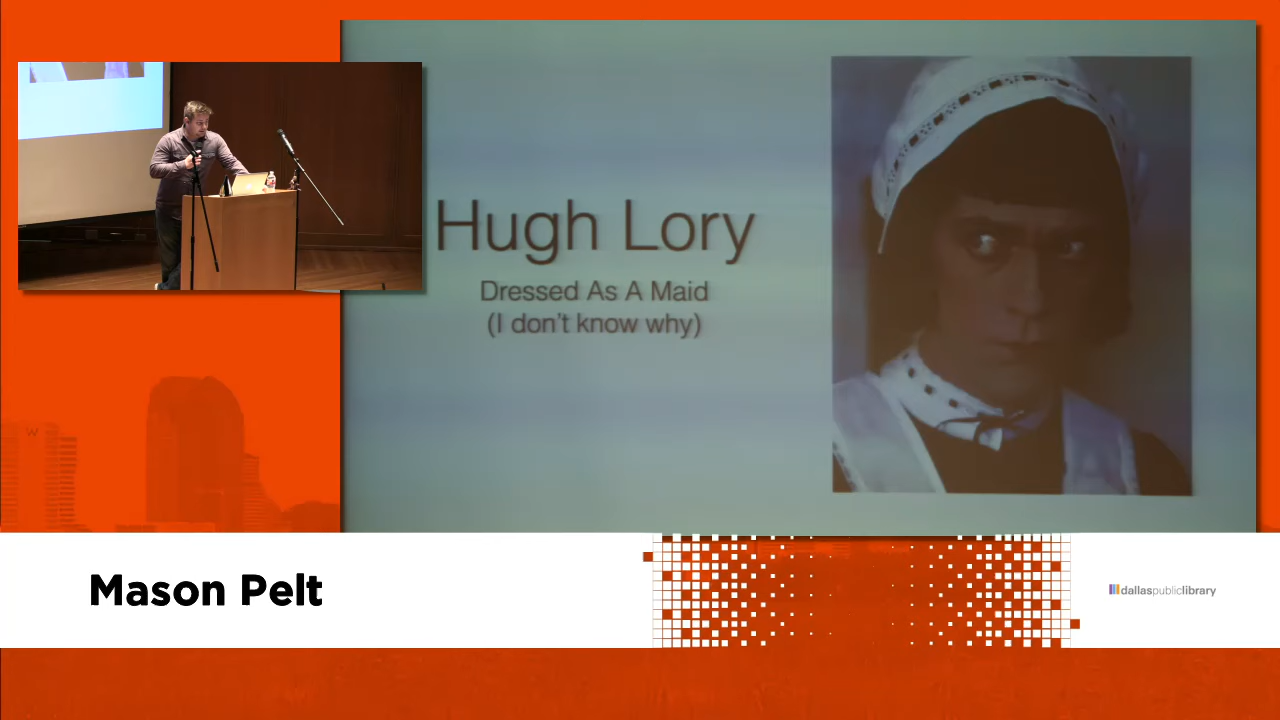 Hugh Lory
Dressed As A Maid
(I don't know why)
Mason Pelt
dallaspubliclibrary
W